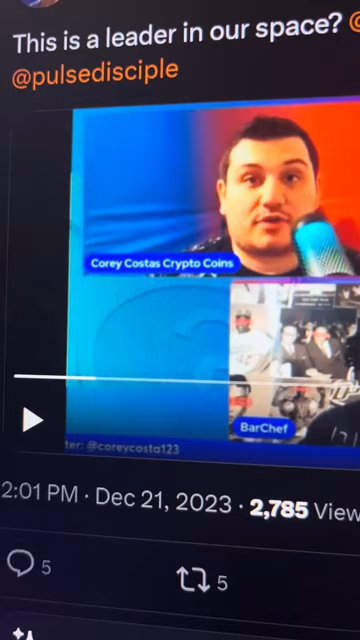 This is a leader in our space? @
@pulsedisciple
Corey Costas Crypto Coins
BarChef
ter: @coreycosta123
2:01 PM · Dec 21, 2023 · 2,785 View
5
5